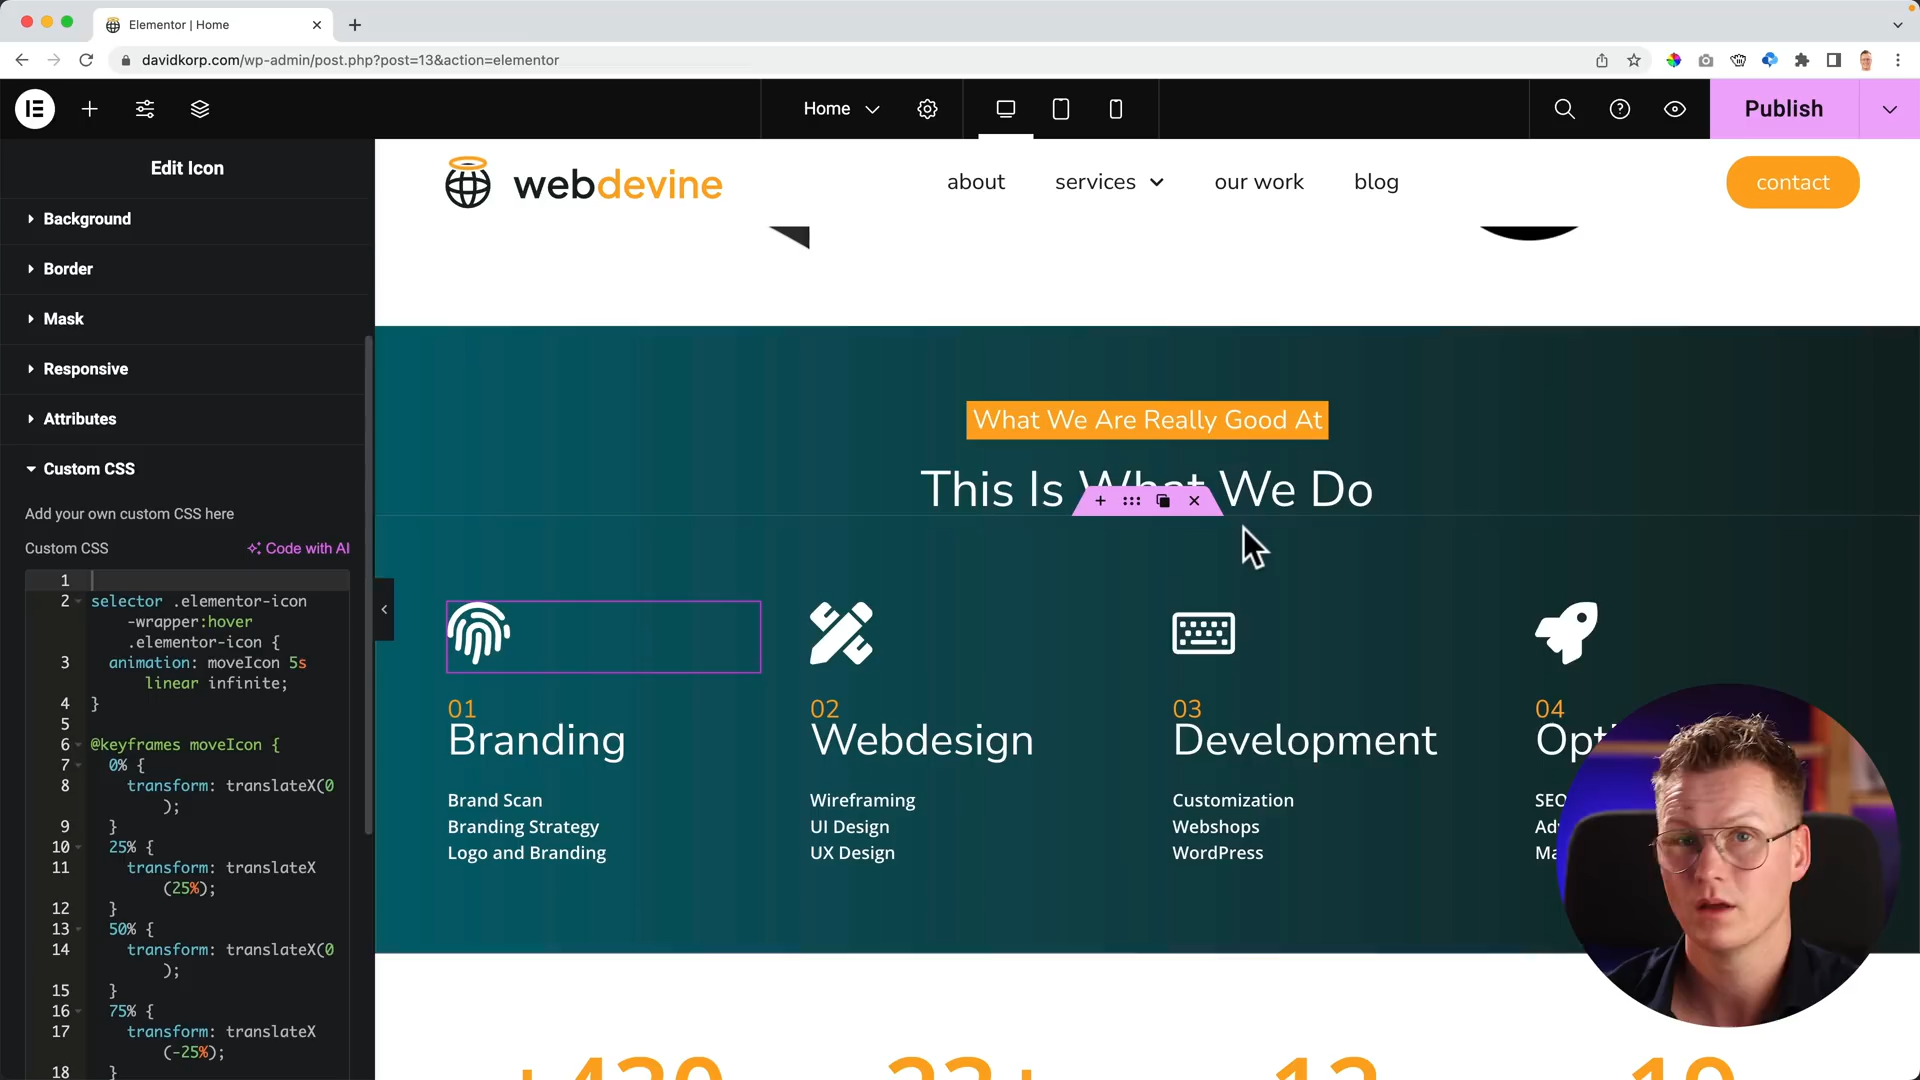 Elementor | Home
davidkorp.com/wp-admin/post.php?post=13&action=elementor
Home
Publish
Edit Icon
Background
Border
Mask
Responsive
Attributes
Custom CSS
Add your own custom CSS here
Custom CSS
Code with AI
1
2 selector .elementor-icon
-wrapper:hover
.elementor-icon {
3 animation: moveIcon 5s
linear infinite;
4 }
5
6 @keyframes moveIcon {
7 0% {
8 transform: translateX(0
);
9 }
10 25% {
11 transform: translateX
(25%);
12 }
13 50% {
14 transform: translateX(0
);
15 }
16 75% {
17 transform: translateX
(-25%);
18 }
webdevine
about
services
our work
blog
contact
What We Are Really Good At
This Is What We Do
01
Branding
Brand Scan
Branding Strategy
Logo and Branding
02
Webdesign
Wireframing
UI Design
UX Design
03
Development
Customization
Webshops
WordPress
04
SEO